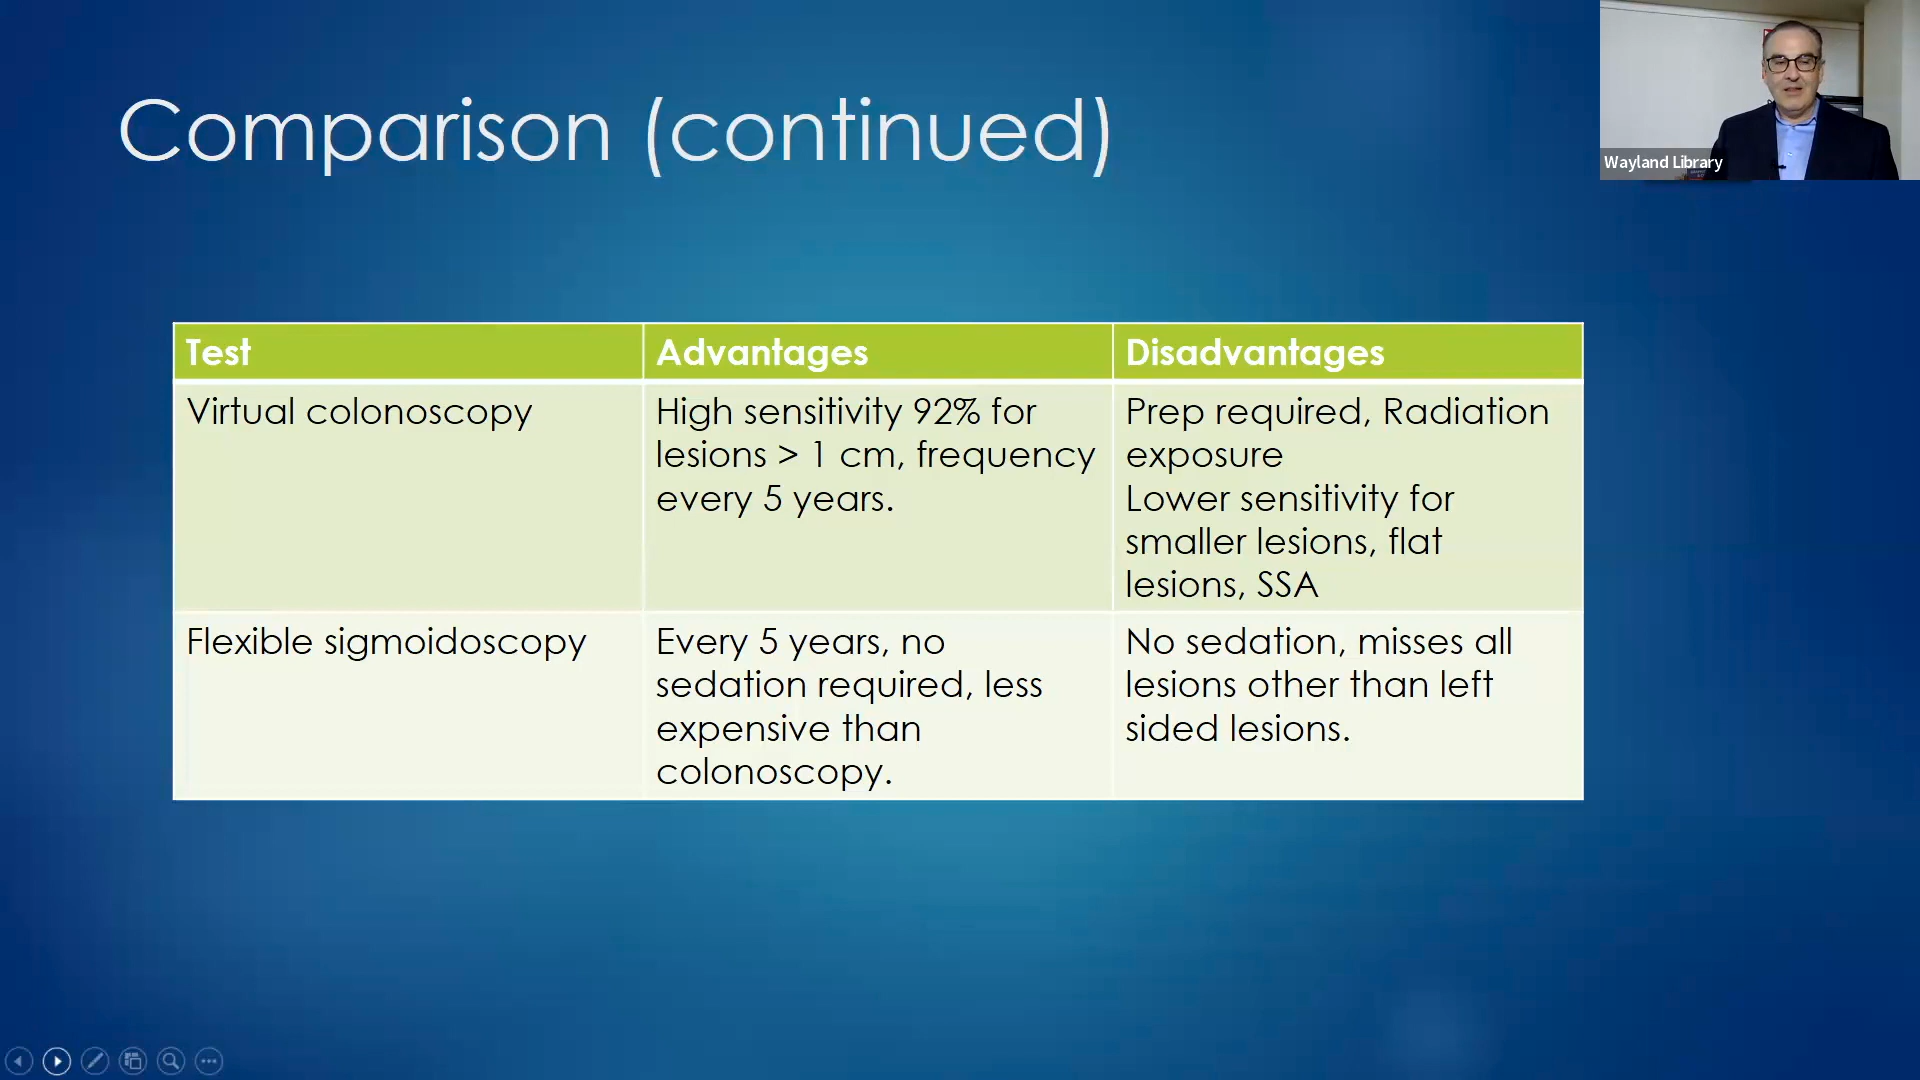 Comparison (continued)
Wayland Library
Test
Advantages
Disadvantages
Virtual colonoscopy
High sensitivity 92% for
lesions > 1 cm, frequency
every 5 years.
Prep required, Radiation
exposure
Lower sensitivity for
smaller lesions, flat
lesions, SSA
Flexible sigmoidoscopy
Every 5 years, no
sedation required, less
expensive than
colonoscopy.
No sedation, misses all
lesions other than left
sided lesions.